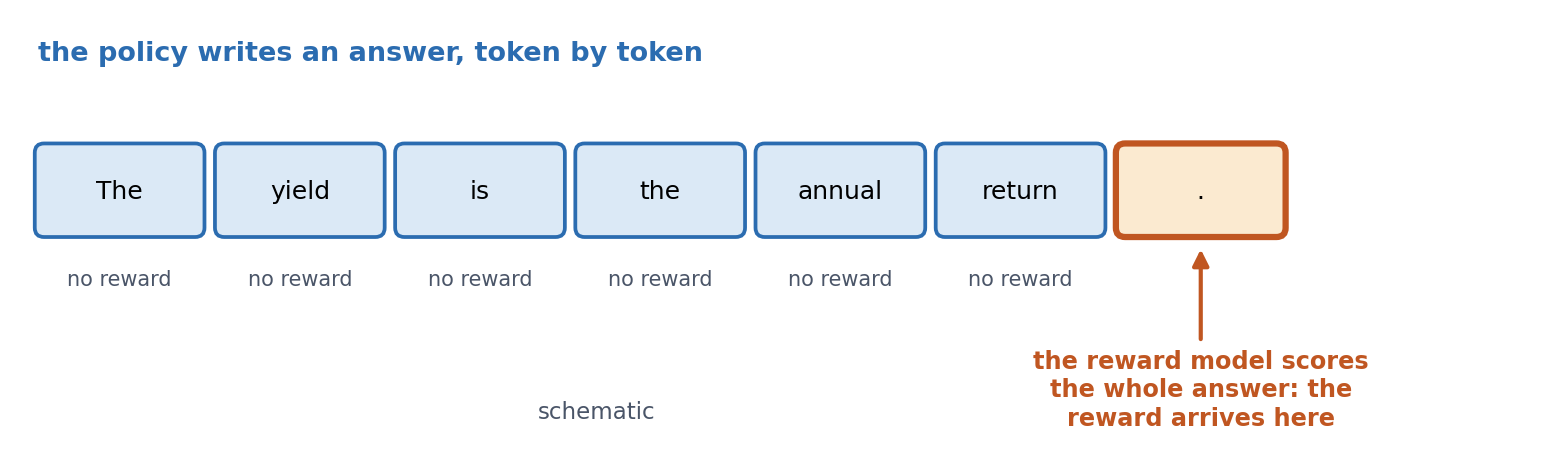 the policy writes an answer, token by token
The yield is the annual return .
no reward no reward no reward no reward no reward no reward
the reward model scores
the whole answer: the
reward arrives here
schematic